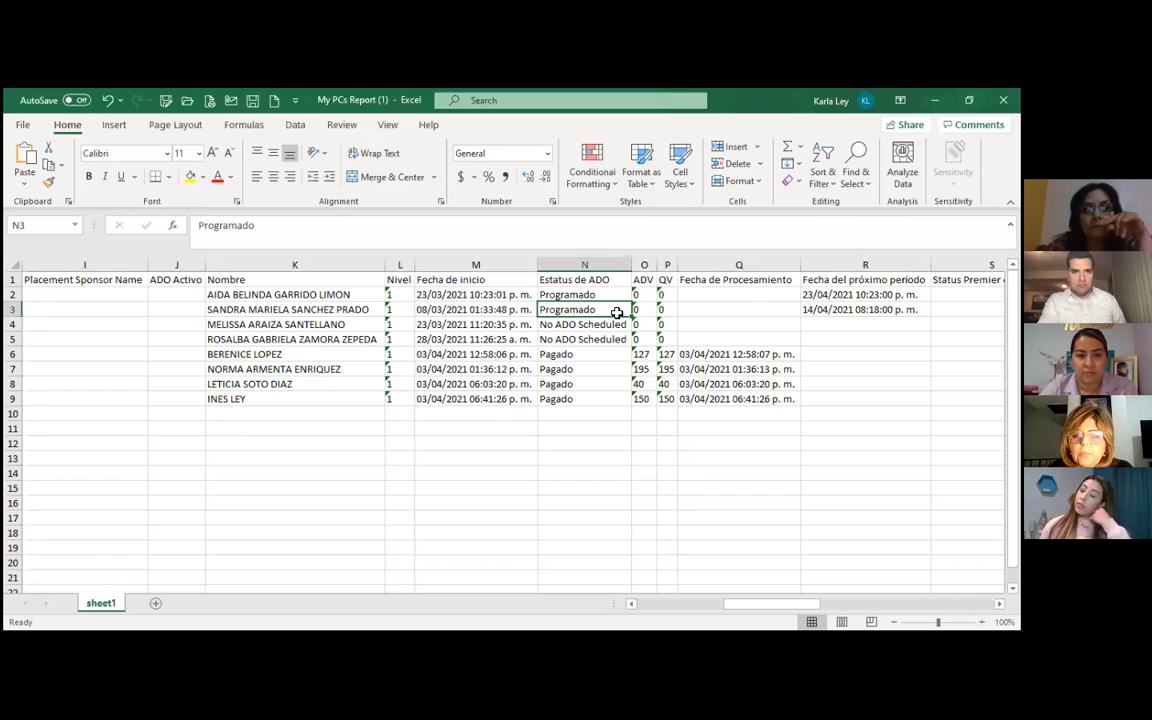 AutoSave Off My PCs Report (1) - Excel Search Karla Ley KL
File Home Insert Page Layout Formulas Data Review View Help Share Comments
Paste Calibri 11 A A Wrap Text General Conditional Formatting Format as Table Cell Styles Insert Delete Format Sort & Filter Find & Select Analyze Data Sensitivity
B I U A Merge & Center $ % 9
Clipboard Font Alignment Number Styles Cells Editing Analysis Sensitivity
N3 fx Programado
I J K L M N O P Q R S
1 Placement Sponsor Name ADO Activo Nombre Nivel Fecha de inicio Estatus de ADO ADV QV Fecha de Procesamiento Fecha del próximo período Status Premier
2 AIDA BELINDA GARRIDO LIMON 1 23/03/2021 10:23:01 p. m. Programado 0 0 23/04/2021 10:23:00 p. m.
3 SANDRA MARIELA SANCHEZ PRADO 1 08/03/2021 01:33:48 p. m. Programado 0 0 14/04/2021 08:18:00 p. m.
4 MELISSA ARAIZA SANTELLANO 1 23/03/2021 11:20:35 p. m. No ADO Scheduled 0 0
5 ROSALBA GABRIELA ZAMORA ZEPEDA 1 28/03/2021 11:26:25 a. m. No ADO Scheduled 0 0
6 BERENICE LOPEZ 1 03/04/2021 12:58:06 p. m. Pagado 127 127 03/04/2021 12:58:07 p. m.
7 NORMA ARMENTA ENRIQUEZ 1 03/04/2021 01:36:12 p. m. Pagado 195 195 03/04/2021 01:36:13 p. m.
8 LETICIA SOTO DIAZ 1 03/04/2021 06:03:20 p. m. Pagado 40 40 03/04/2021 06:03:20 p. m.
9 INES LEY 1 03/04/2021 06:41:26 p. m. Pagado 150 150 03/04/2021 06:41:26 p. m.
10
11
12
13
14
15
16
17
18
19
20
21
22
sheet1
Ready 100%